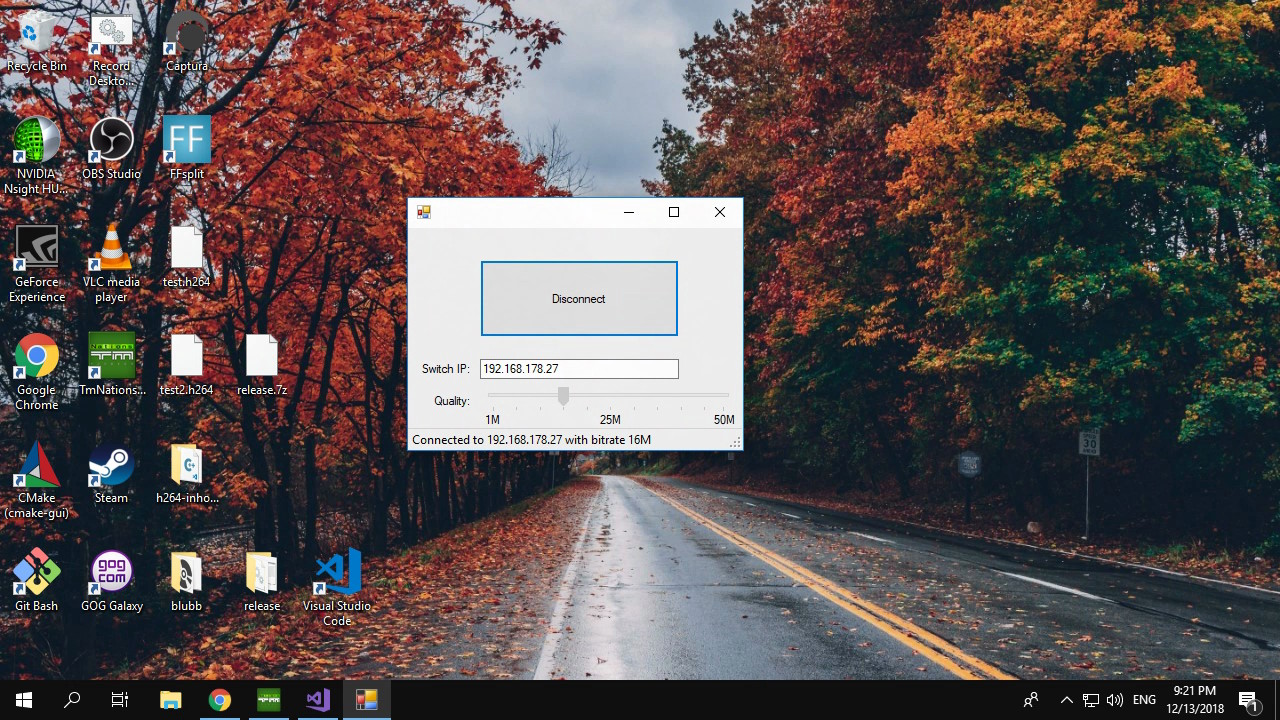 Recycle Bin
Record
Deskto...
Captura
NVIDIA
Nsight HU...
OBS Studio
FF
FFsplit
GeForce
Experience
VLC media
player
test.h264
Google
Chrome
Nations
TM
TmNations...
test2.h264
release.7z
CMake
(cmake-gui)
Steam
h264-inho...
Git Bash
GOG
COM
GOG Galaxy
blubb
release
Visual Studio
Code
Disconnect
Switch IP:
192.168.178.27
Quality:
1M
25M
50M
Connected to 192.168.178.27 with bitrate 16M
30
ENG
9:21 PM
12/13/2018
1